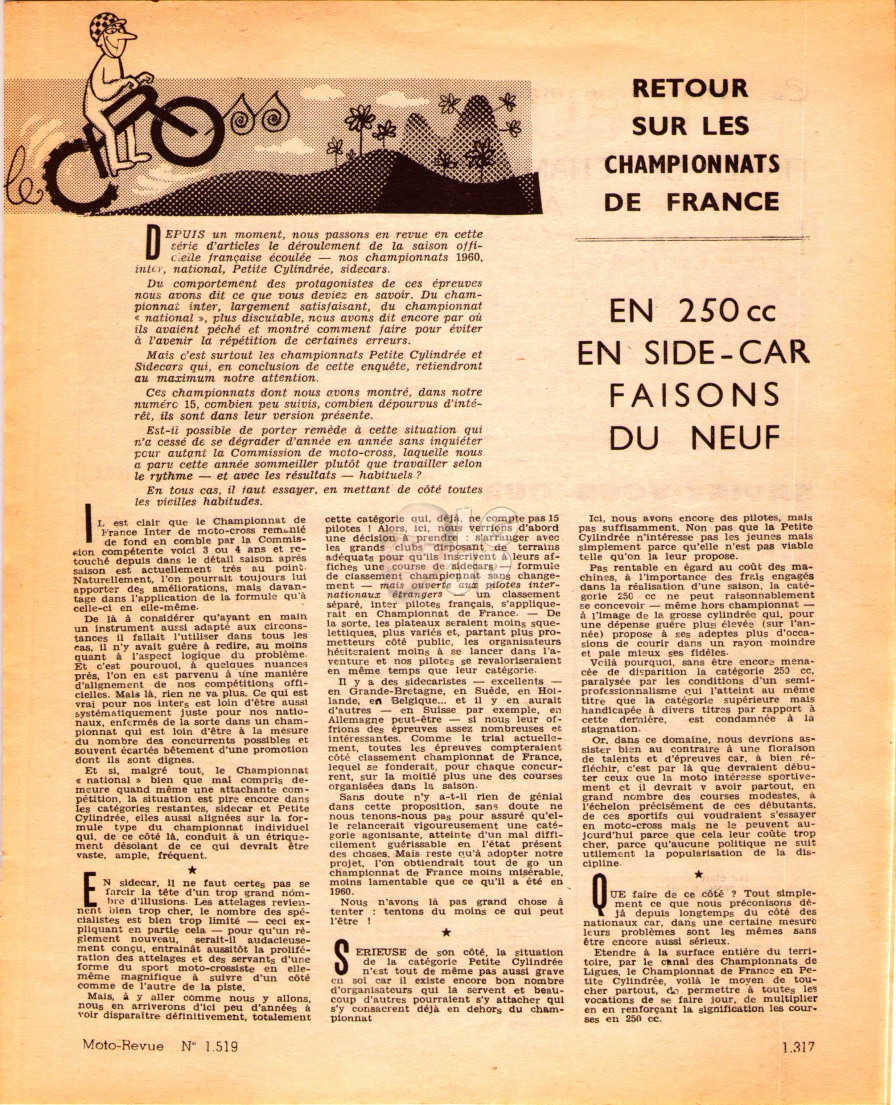 le CROSS
RETOUR
SUR LES
CHAMPIONNATS
DE FRANCE
EN 250 cc
EN SIDE-CAR
FAISONS
DU NEUF
DEPUIS un moment, nous passons en revue en cette
série d'articles le déroulement de la saison offi-
cielle française écoulée — nos championnats 1960,
inter, national, Petite Cylindrée, sidecars.
Du comportement des protagonistes de ces épreuves
nous avons dit ce que vous deviez en savoir. Du cham-
pionnat inter, largement satisfaisant, du championnat
« national », plus discutable, nous avons dit encore par où
ils avaient péché et montré comment faire pour éviter
à l'avenir la répétition de certaines erreurs.
Mais c'est surtout les championnats Petite Cylindrée et
Sidecars qui, en conclusion de cette enquête, retiendront
au maximum notre attention.
Ces championnats dont nous avons montré, dans notre
numéro 15, combien peu suivis, combien dépourvus d'inté-
rêt, ils sont dans leur version présente.
Est-il possible de porter remède à cette situation qui
n'a cessé de se dégrader d'année en année sans inquiéter
pour autant la Commission de moto-cross, laquelle nous
a paru cette année sommeiller plutôt que travailler selon
le rythme — et avec les résultats — habituels ?
En tous cas, il faut essayer, en mettant de côté toutes
les vieilles habitudes.
IL est clair que le Championnat de
France Inter de moto-cross remanié
de fond en comble par la Commis-
sion compétente voici 3 ou 4 ans et re-
touché depuis dans le détail saison après
saison est actuellement très au point.
Naturellement, l'on pourrait toujours lui
apporter des améliorations, mais davan-
tage dans l'application de la formule qu'à
celle-ci en elle-même.
De là à considérer qu'ayant en main
un instrument aussi adapté aux circons-
tances il fallait l'utiliser dans tous les
cas, il n'y avait guère à redire, au moins
quant à l'aspect logique du problème.
Et c'est pourquoi, à quelques nuances
près, l'on en est parvenu à une manière
d'alignement de nos compétitions offi-
cielles. Mais là, rien ne va plus. Ce qui est
vrai pour nos inters est loin d'être aussi
systématiquement juste pour nos natio-
naux, enfermés de la sorte dans un cham-
pionnat qui est loin d'être à la mesure
du nombre des concurrents possibles et
souvent écartés bêtement d'une promotion
dont ils sont dignes.
Et si, malgré tout, le Championnat
« national » bien que mal compris de-
meure quand même une attachante com-
pétition, la situation est pire encore dans
les catégories restantes, sidecar et Petite
Cylindrée, elles aussi alignées sur la for-
mule type du championnat individuel
qui, de ce côté là, conduit à un étrique-
ment désolant de ce qui devrait être
vaste, ample, fréquent.
★
EN sidecar, il ne faut certes pas se
farcir la tête d'un trop grand nom-
bre d'illusions. Les attelages revien-
nent bien trop cher, le nombre des spé-
cialistes est bien trop limité — ceci ex-
pliquant en partie cela — pour qu'un rè-
glement nouveau, serait-il audacieuse-
ment conçu, entraînât aussitôt la prolifé-
ration des attelages et des servants d'une
forme du sport moto-crossiste en elle-
même magnifique à suivre d'un côté
comme de l'autre de la piste.
Mais, à y aller comme nous y allons,
nous en arriverons d'ici peu d'années à
voir disparaître définitivement, totalement
cette catégorie qui, déjà, ne compte pas 15
pilotes ! Alors, ici, nous verrions d'abord
une décision à prendre : s'arranger avec
les grands clubs disposant de terrains
adéquats pour qu'ils inscrivent à leurs af-
fiches une course de sidecars — formule
de classement championnat sans change-
ment — mais ouverte aux pilotes inter-
nationaux étrangers — un classement
séparé, inter pilotes français, s'applique-
rait en Championnat de France. — De
la sorte, les plateaux seraient moins sque-
lettiques, plus variés et, partant plus pro-
metteurs côté public, les organisateurs
hésiteraient moins à se lancer dans l'a-
venture et nos pilotes se revaloriseraient
en même temps que leur catégorie.
Il y a des sidecaristes — excellents —
en Grande-Bretagne, en Suède, en Hol-
lande, en Belgique... et il y en aurait
d'autres — en Suisse par exemple, en
Allemagne peut-être — si nous leur of-
frions des épreuves assez nombreuses et
intéressantes. Comme le trial actuelle-
ment, toutes les épreuves compteraient
côté classement championnat de France,
lequel se fonderait, pour chaque concur-
rent, sur la moitié plus une des courses
organisées dans la saison.
Sans doute n'y a-t-il rien de génial
dans cette proposition, sans doute ne
nous tenons-nous pas pour assuré qu'el-
le relancerait vigoureusement une caté-
gorie agonisante, atteinte d'un mal diffi-
cilement guérissable en l'état présent
des choses. Mais reste qu'à adopter notre
projet, l'on obtiendrait tout de go un
championnat de France moins misérable,
moins lamentable que ce qu'il a été en
1960.
Nous n'avons là pas grand chose à
tenter : tentons du moins ce qui peut
l'être !
★
SERIEUSE de son côté, la situation
de la catégorie Petite Cylindrée
n'est tout de même pas aussi grave
en soi car il existe encore bon nombre
d'organisateurs qui la servent et beau-
coup d'autres pourraient s'y attacher qui
s'y consacrent déjà en dehors du cham-
pionnat
Ici, nous avons encore des pilotes, mais
pas suffisamment. Non pas que la Petite
Cylindrée n'intéresse pas les jeunes mais
simplement parce qu'elle n'est pas viable
telle qu'on la leur propose.
Pas rentable en égard au coût des ma-
chines, à l'importance des frais engagés
dans la réalisation d'une saison, la caté-
gorie 250 cc ne peut raisonnablement
se concevoir — même hors championnat —
à l'image de la grosse cylindrée qui, pour
une dépense guère plus élevée (sur l'an-
née) propose à ses adeptes plus d'occa-
sions de courir dans un rayon moindre
et paie mieux ses fidèles.
Voilà pourquoi, sans être encore mena-
cée de disparition la catégorie 250 cc,
paralysée par les conditions d'un semi-
professionnalisme qui l'atteint au même
titre que la catégorie supérieure mais
handicapée à divers titres par rapport à
cette dernière, est condamnée à la
stagnation.
Or, dans ce domaine, nous devrions as-
sister bien au contraire à une floraison
de talents et d'épreuves car, à bien ré-
fléchir, c'est par là que devraient débu-
ter ceux que la moto intéresse sportive-
ment et il devrait y avoir partout, en
grand nombre des courses modestes, à
l'échelon précisément de ces débutants,
de ces sportifs qui voudraient s'essayer
en moto-cross mais ne le peuvent au-
jourd'hui parce que cela leur coûte trop
cher, parce qu'aucune politique ne suit
utilement la popularisation de la dis-
cipline.
★
QUE faire de ce côté ? Tout simple-
ment ce que nous préconisons dé-
jà depuis longtemps du côté des
nationaux car, dans une certaine mesure
leurs problèmes sont les mêmes sans
être encore aussi sérieux.
Etendre à la surface entière du terri-
toire, par le canal des Championnats de
Ligues, le Championnat de France en Pe-
tite Cylindrée, voilà le moyen de tou-
cher partout, de permettre à toutes les
vocations de se faire jour, de multiplier
en en renforçant la signification les cour-
ses en 250 cc.
Moto-Revue N° 1.519
1.317